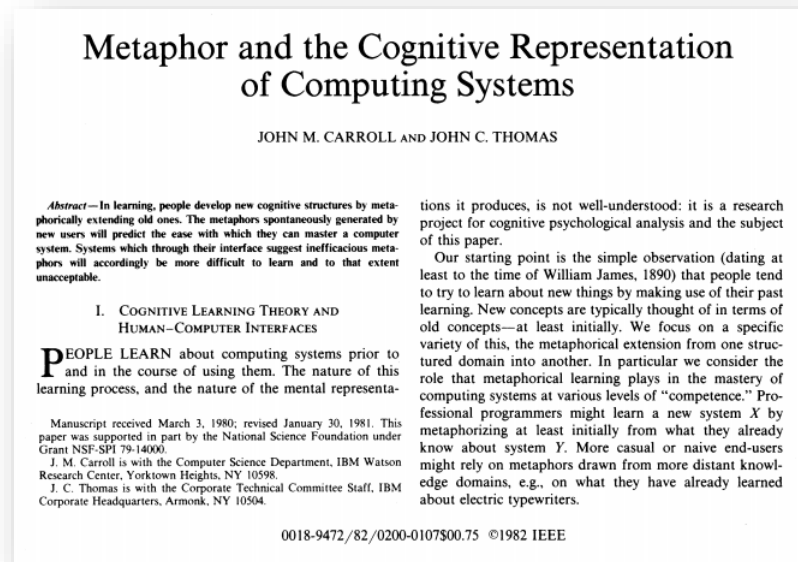 Metaphor and the Cognitive Representation
of Computing Systems
JOHN M. CARROLL AND JOHN C. THOMAS
Abstract—In learning, people develop new cognitive structures by meta-
phorically extending old ones. The metaphors spontaneously generated by
new users will predict the ease with which they can master a computer
system. Systems which through their interface suggest inefficacious meta-
phors will accordingly be more difficult to learn and to that extent
unacceptable.
I. COGNITIVE LEARNING THEORY AND
HUMAN–COMPUTER INTERFACES
PEOPLE LEARN about computing systems prior to
and in the course of using them. The nature of this
learning process, and the nature of the mental representa-
Manuscript received March 3, 1980; revised January 30, 1981. This
paper was supported in part by the National Science Foundation under
Grant NSF-SPI 79-14000.
J. M. Carroll is with the Computer Science Department, IBM Watson
Research Center, Yorktown Heights, NY 10598.
J. C. Thomas is with the Corporate Technical Committee Staff, IBM
Corporate Headquarters, Armonk, NY 10504.
tions it produces, is not well-understood: it is a research
project for cognitive psychological analysis and the subject
of this paper.
Our starting point is the simple observation (dating at
least to the time of William James, 1890) that people tend
to try to learn about new things by making use of their past
learning. New concepts are typically thought of in terms of
old concepts—at least initially. We focus on a specific
variety of this, the metaphorical extension from one struc-
tured domain into another. In particular we consider the
role that metaphorical learning plays in the mastery of
computing systems at various levels of “competence.” Pro-
fessional programmers might learn a new system X by
metaphorizing at least initially from what they already
know about system Y. More casual or naive end-users
might rely on metaphors drawn from more distant knowl-
edge domains, e.g., on what they have already learned
about electric typewriters.
0018-9472/82/0200-0107$00.75 ©1982 IEEE